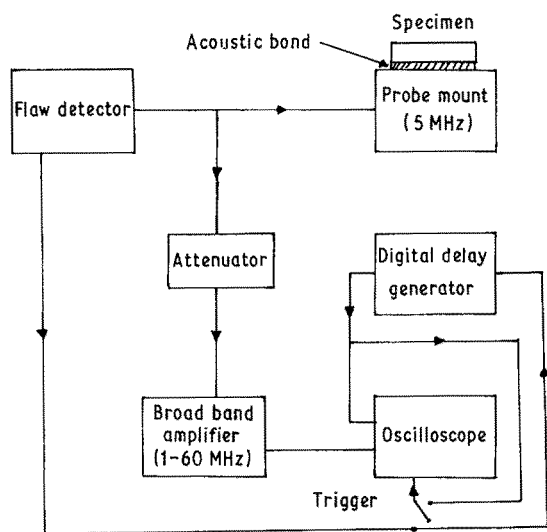 Specimen
Acoustic bond
Flaw detector
Probe mount
(5 MHz)
Attenuator
Digital delay
generator
Broad band
amplifier
(1-60 MHz)
Oscilloscope
Trigger